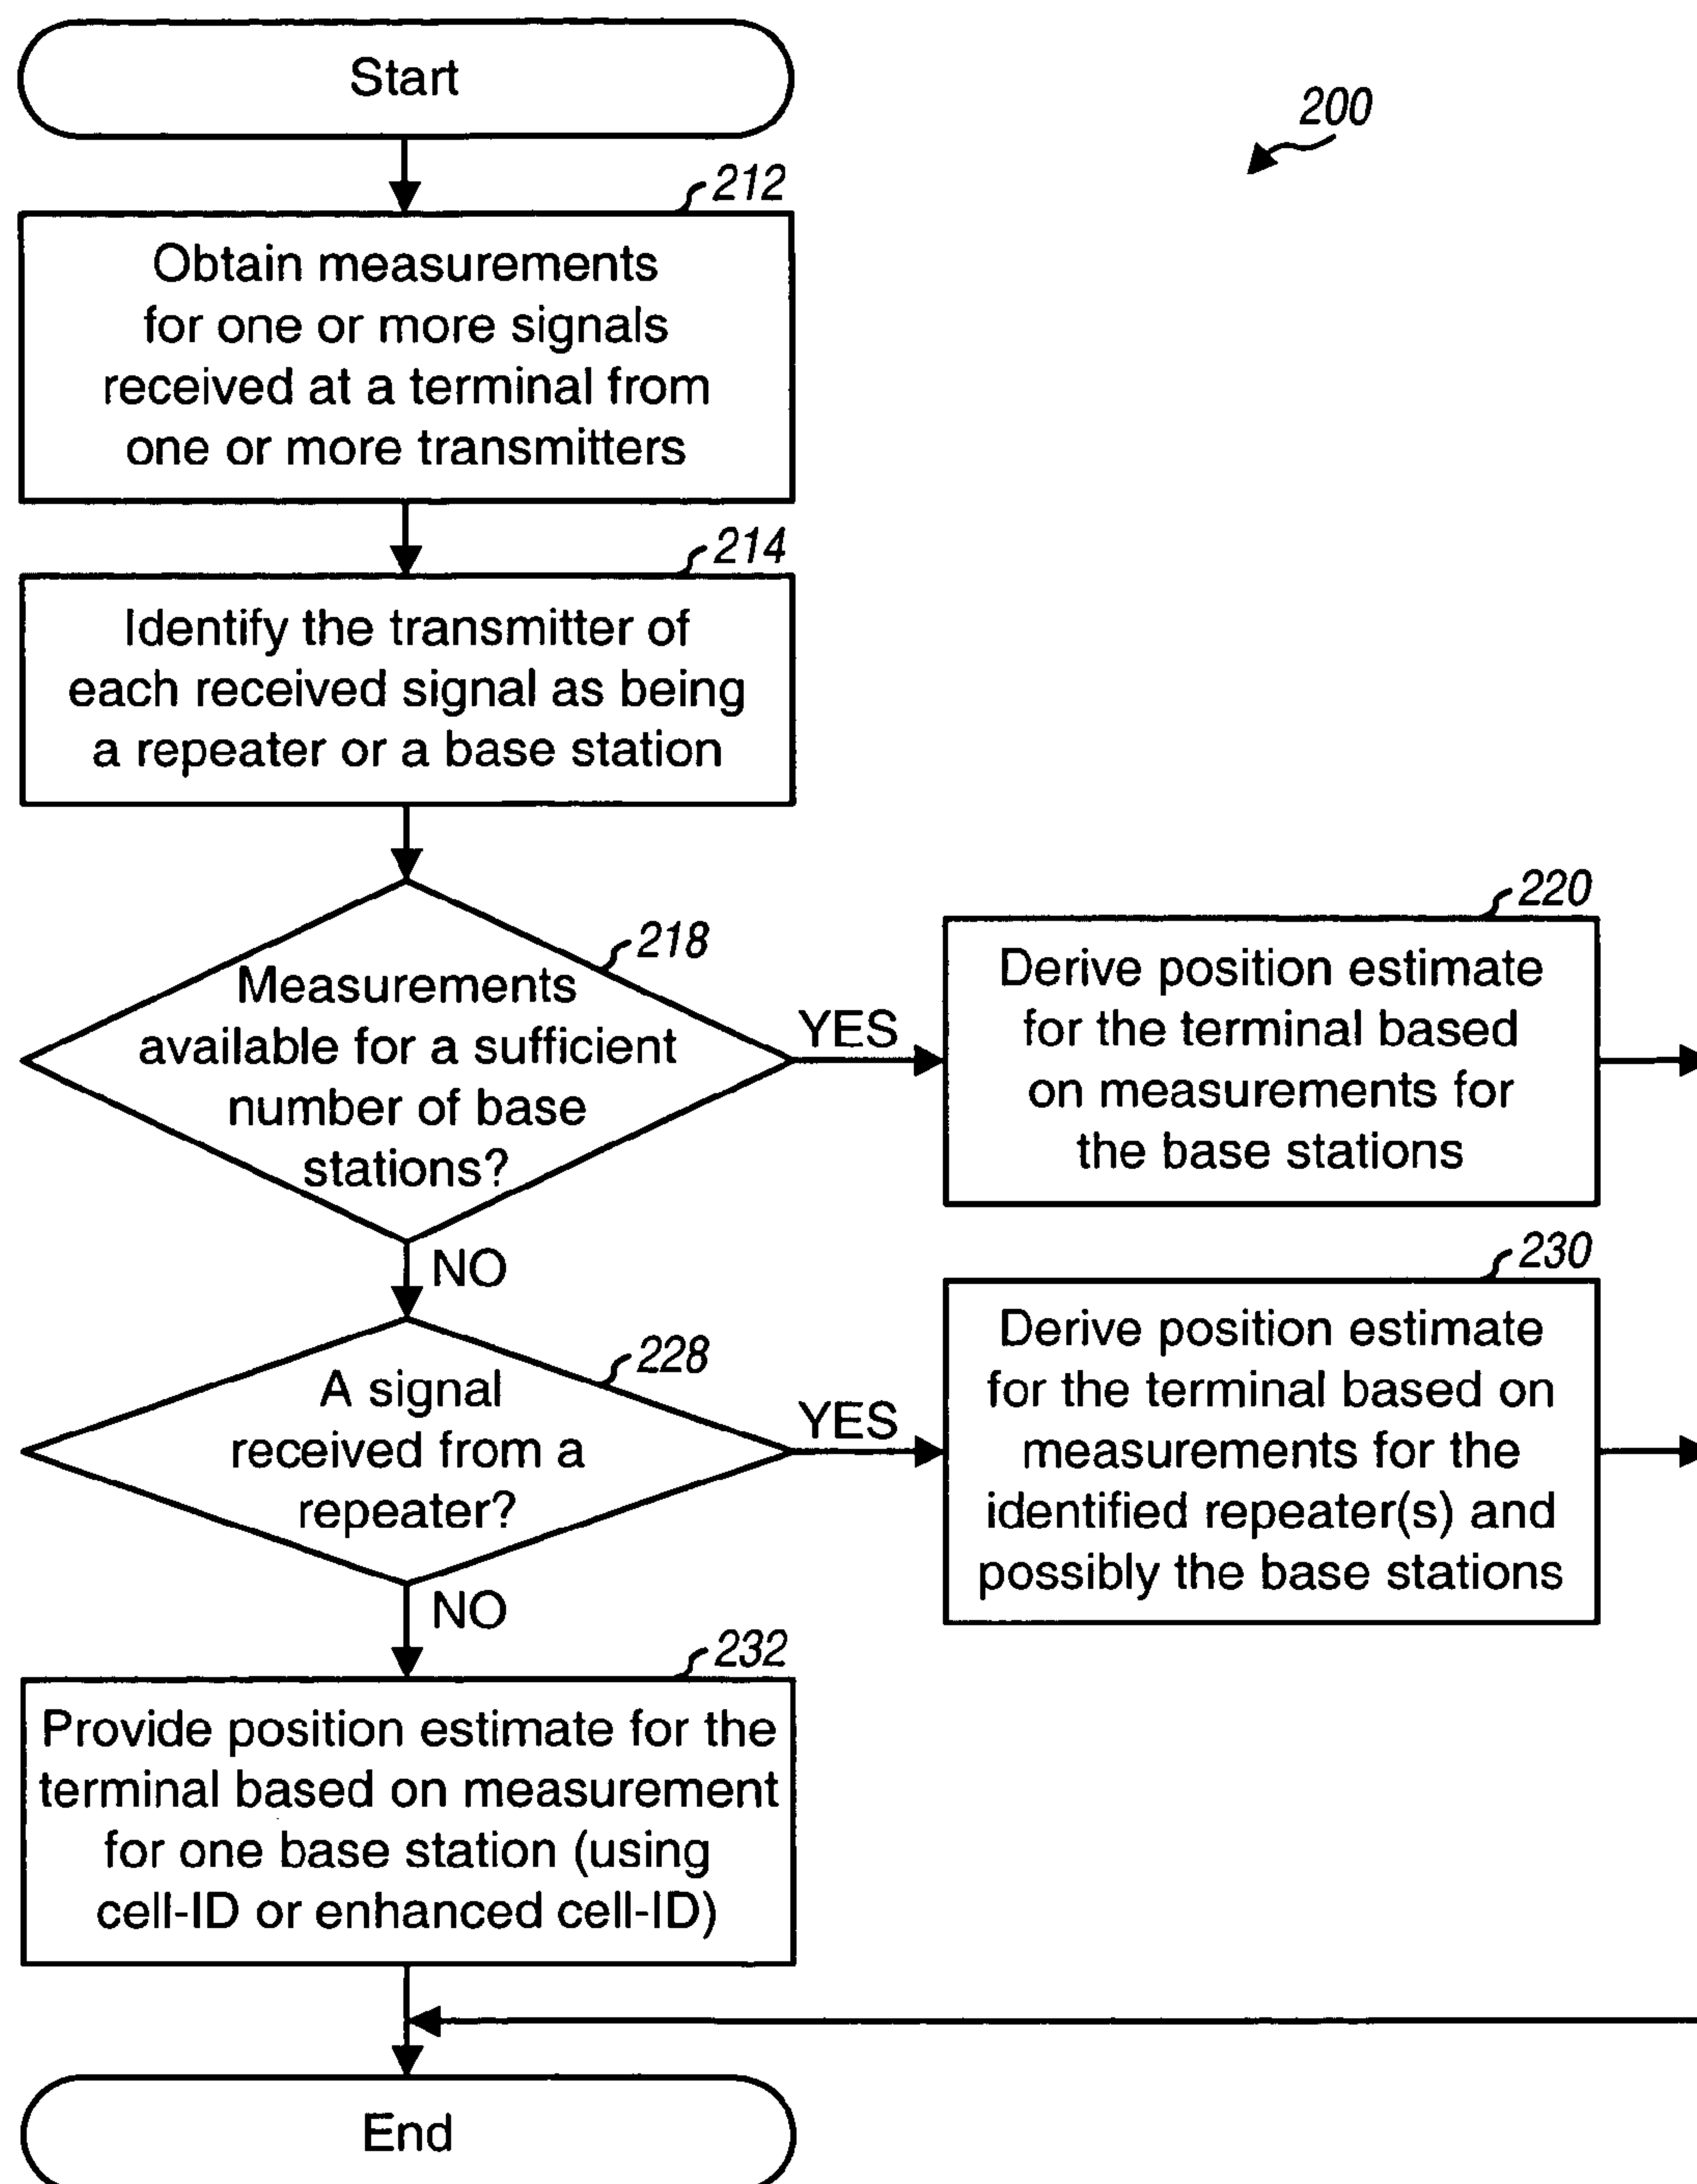 Start
200
212
Obtain measurements
for one or more signals
received at a terminal from
one or more transmitters
214
Identify the transmitter of
each received signal as being
a repeater or a base station
218
Measurements
available for a sufficient
number of base
stations?
YES
220
Derive position estimate
for the terminal based
on measurements for
the base stations
NO
228
A signal
received from a
repeater?
YES
230
Derive position estimate
for the terminal based on
measurements for the
identified repeater(s) and
possibly the base stations
NO
232
Provide position estimate for the
terminal based on measurement
for one base station (using
cell-ID or enhanced cell-ID)
End